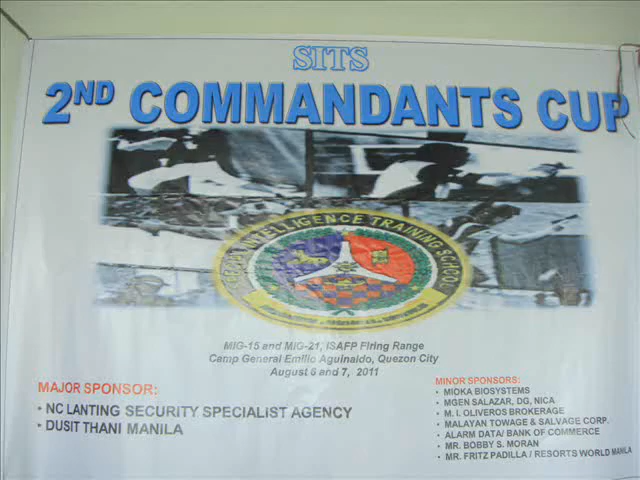 SITS
2ND COMMANDANTS CUP
INTELLIGENCE TRAINING SCHOOL
MIG-15 and MIG-21, ISAFP Firing Range
Camp General Emilio Aguinaldo, Quezon City
August 6 and 7, 2011
MAJOR SPONSOR:
• NC LANTING SECURITY SPECIALIST AGENCY
• DUSIT THANI MANILA
MINOR SPONSORS:
• MIOKA BIOSYSTEMS
• MGEN SALAZAR, DG, NICA
• M. I. OLIVEROS BROKERAGE
• MALAYAN TOWAGE & SALVAGE CORP.
• ALARM DATA/ BANK OF COMMERCE
• MR. BOBBY S. MORAN
• MR. FRITZ PADILLA / RESORTS WORLD MANILA